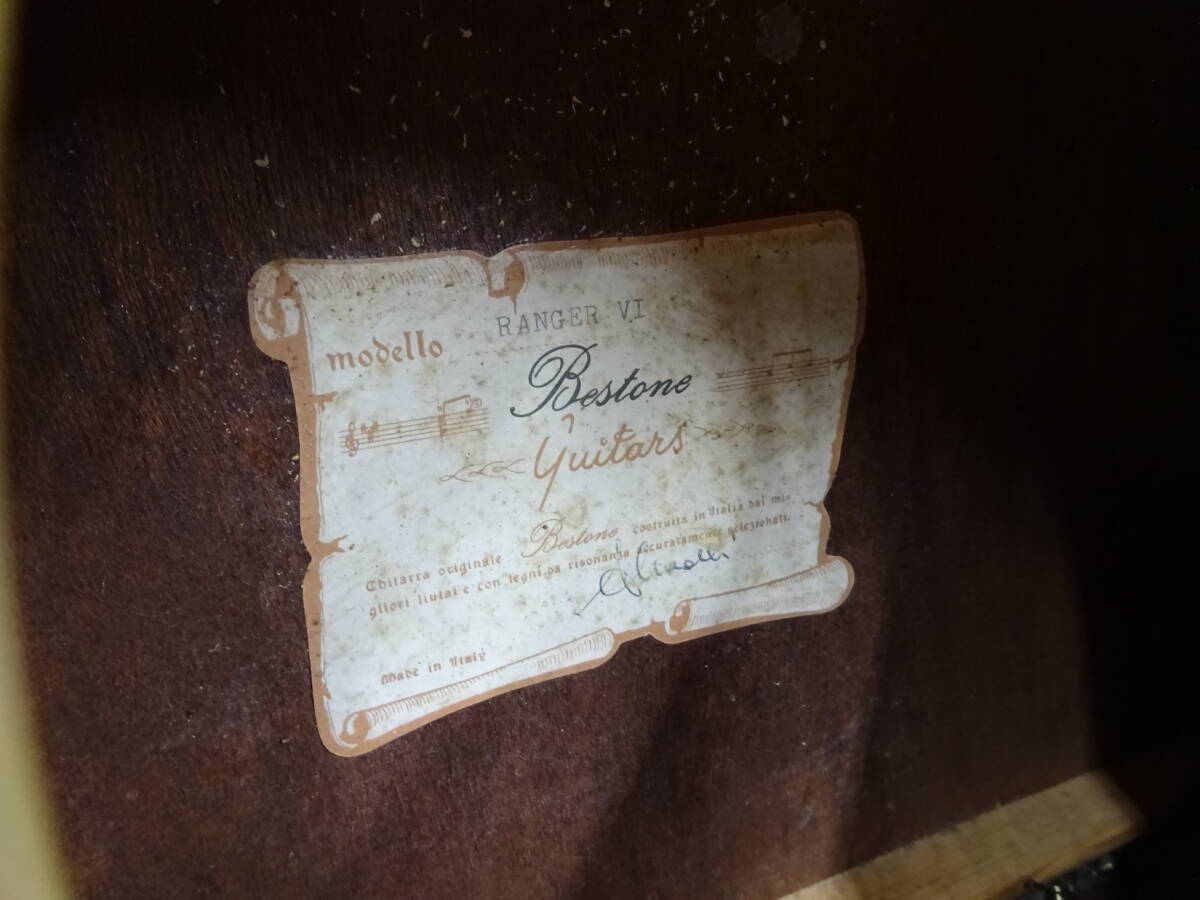 modello RANGER VI
Bestone
Guitars
Chitarra originale Bestone costruita in Italia dai mi-
gliori liutai e con legni da risonanza accuratamente selezionati.
Made in Italy